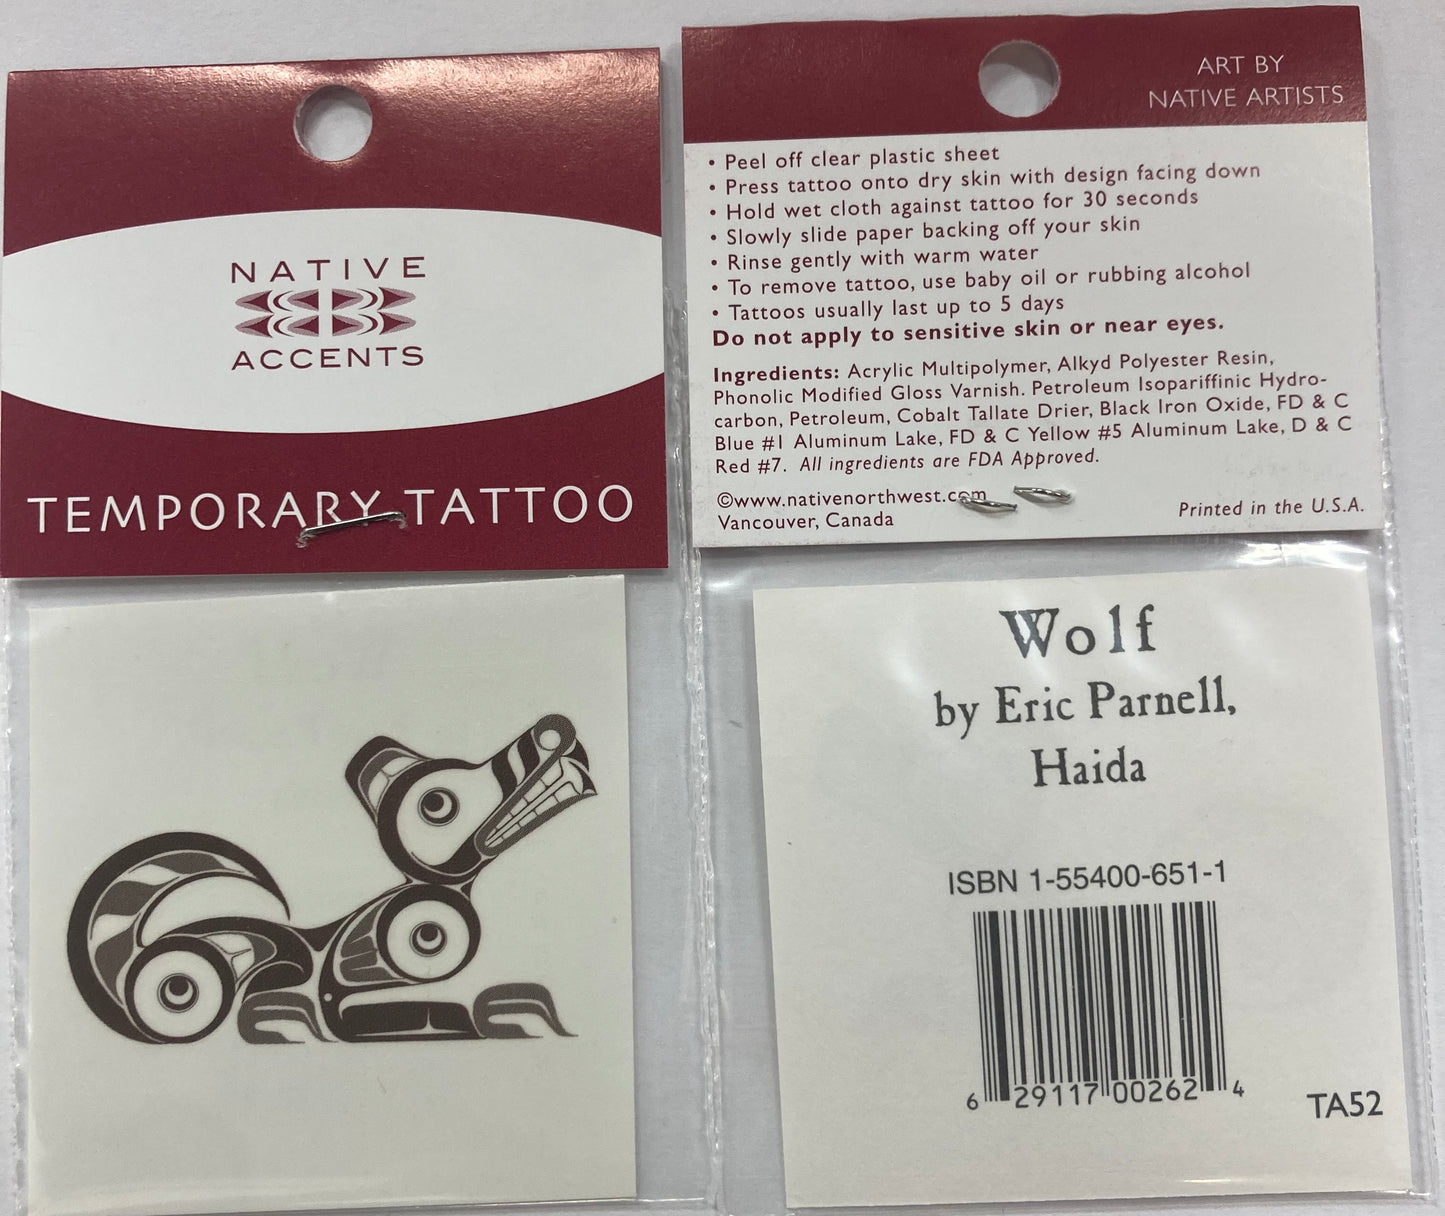 NATIVE
ACCENTS
TEMPORARY TATTOO
ART BY
NATIVE ARTISTS
• Peel off clear plastic sheet
• Press tattoo onto dry skin with design facing down
• Hold wet cloth against tattoo for 30 seconds
• Slowly slide paper backing off your skin
• Rinse gently with warm water
• To remove tattoo, use baby oil or rubbing alcohol
• Tattoos usually last up to 5 days
Do not apply to sensitive skin or near eyes.
Ingredients: Acrylic Multipolymer, Alkyd Polyester Resin,
Phonolic Modified Gloss Varnish. Petroleum Isopariffinic Hydro-
carbon, Petroleum, Cobalt Tallate Drier, Black Iron Oxide, FD & C
Blue #1 Aluminum Lake, FD & C Yellow #5 Aluminum Lake, D & C
Red #7. All ingredients are FDA Approved.
©www.nativenorthwest.com
Vancouver, Canada
Printed in the U.S.A.
Wolf
by Eric Parnell,
Haida
ISBN 1-55400-651-1
6 29117 00262 4
TA52